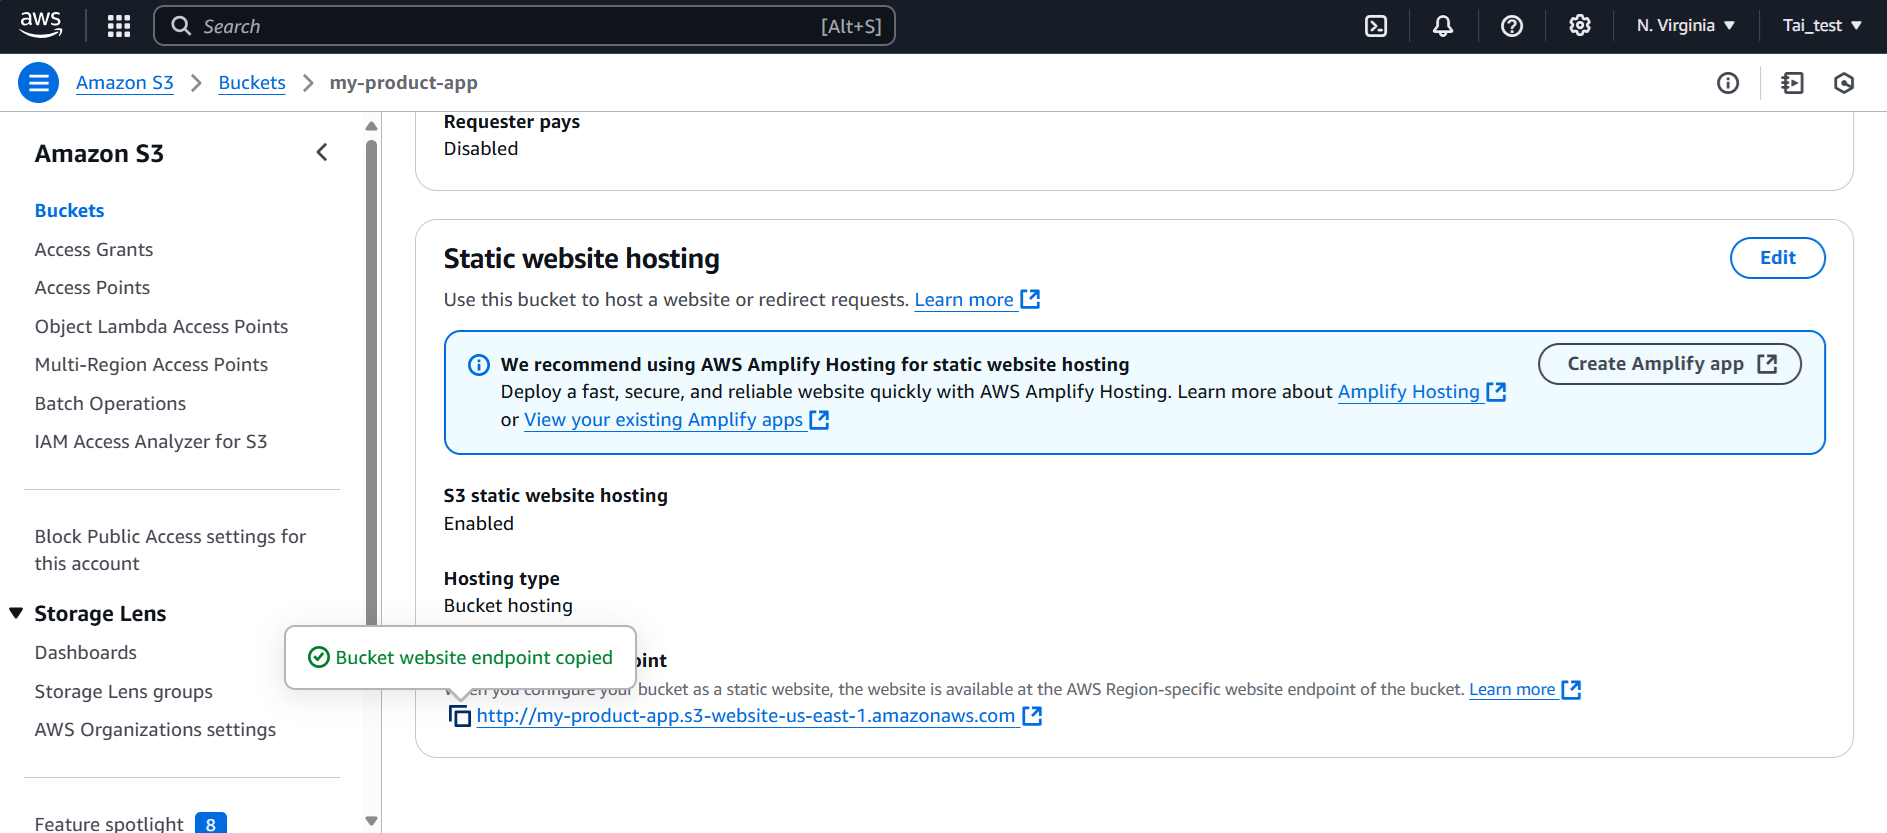 aws
Search
[Alt+S]
N. Virginia
Tai_test
Amazon S3
Buckets
my-product-app
Amazon S3
Buckets
Access Grants
Access Points
Object Lambda Access Points
Multi-Region Access Points
Batch Operations
IAM Access Analyzer for S3
Block Public Access settings for
this account
Storage Lens
Dashboards
Storage Lens groups
AWS Organizations settings
Feature spotlight 8
Requester pays
Disabled
Static website hosting
Edit
Use this bucket to host a website or redirect requests. Learn more
We recommend using AWS Amplify Hosting for static website hosting
Create Amplify app
Deploy a fast, secure, and reliable website quickly with AWS Amplify Hosting. Learn more about Amplify Hosting
or View your existing Amplify apps
S3 static website hosting
Enabled
Hosting type
Bucket hosting
Bucket website endpoint copied
you configure your bucket as a static website, the website is available at the AWS Region-specific website endpoint of the bucket. Learn more
http://my-product-app.s3-website-us-east-1.amazonaws.com